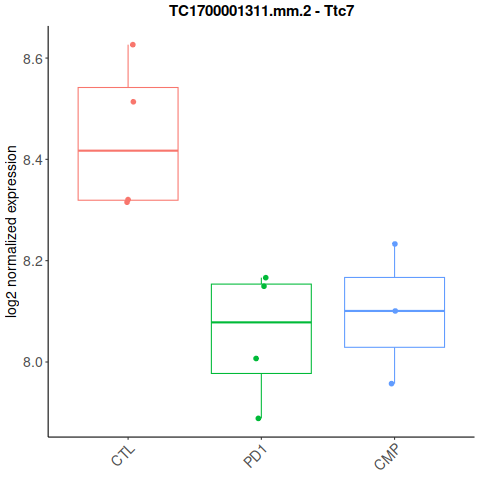 TC1700001311.mm.2 - Ttc7
log2 normalized expression
8.6
8.4
8.2
8.0
CTL
PD1
CMP